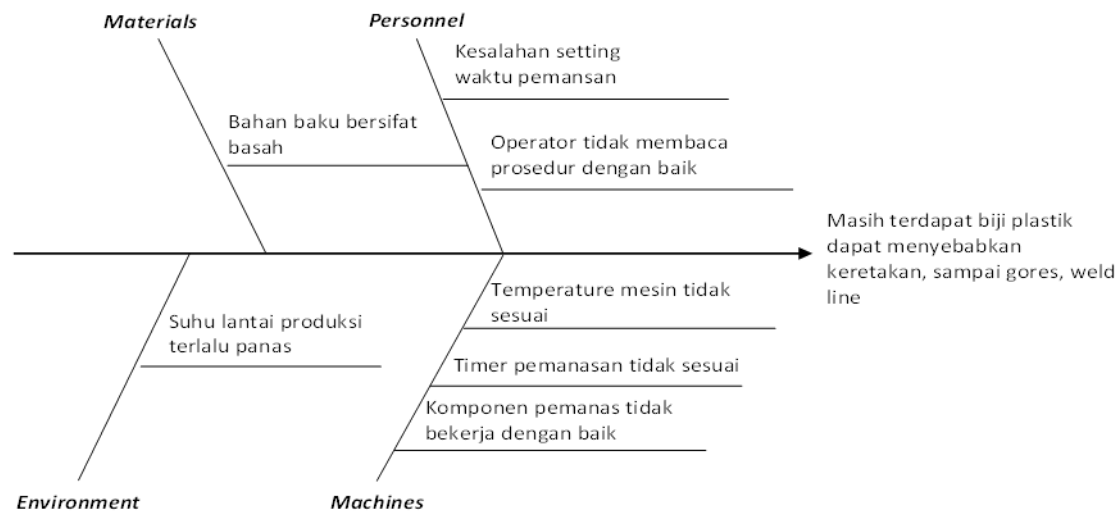 Materials
Personnel
Kesalahan setting
waktu pemansan
Bahan baku bersifat
basah
Operator tidak membaca
prosedur dengan baik
Masih terdapat biji plastik
dapat menyebabkan
keretakan, sampai gores, weld
line
Temperature mesin tidak
sesuai
Suhu lantai produksi
terlalu panas
Timer pemanasan tidak sesuai
Komponen pemanas tidak
bekerja dengan baik
Environment
Machines